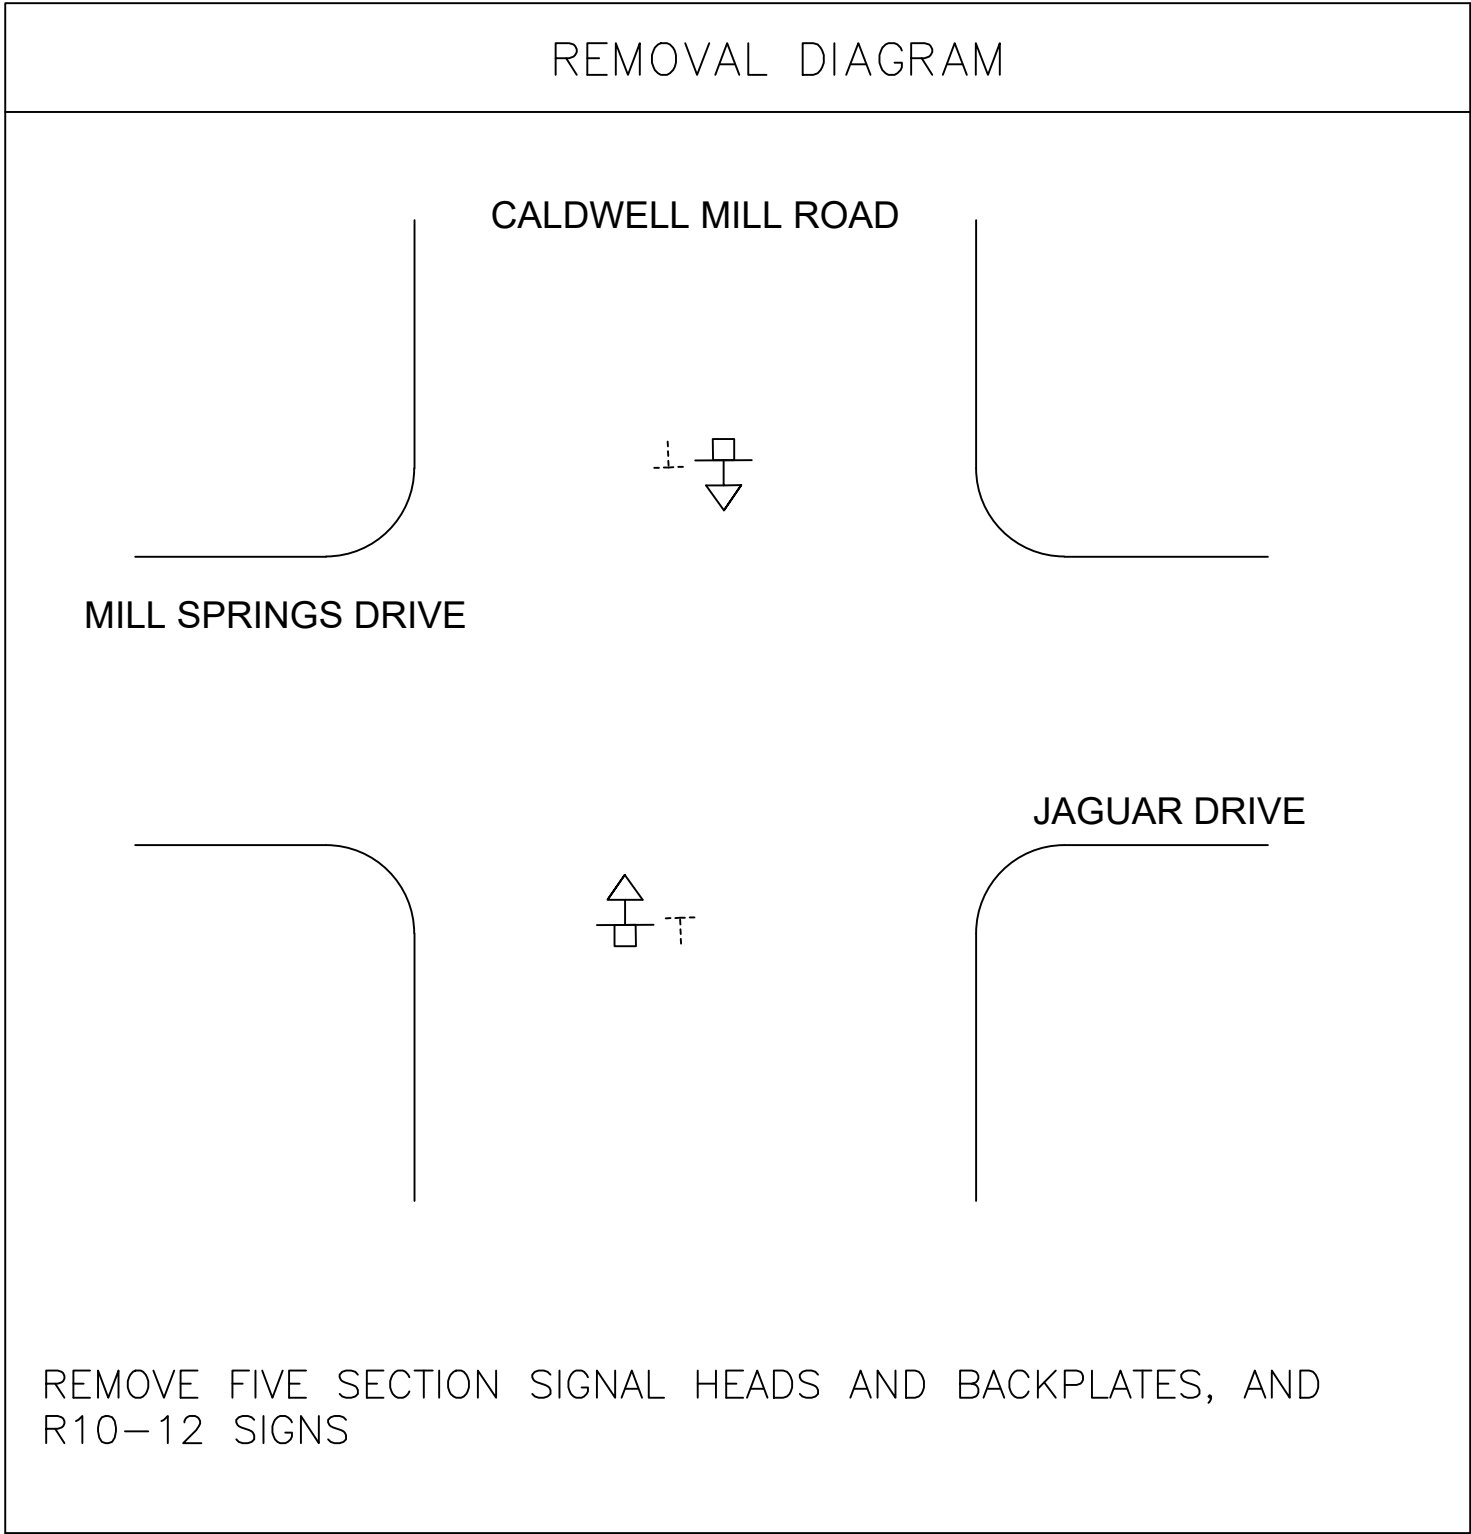 REMOVAL DIAGRAM
CALDWELL MILL ROAD
MILL SPRINGS DRIVE
JAGUAR DRIVE
REMOVE FIVE SECTION SIGNAL HEADS AND BACKPLATES, AND
R10-12 SIGNS